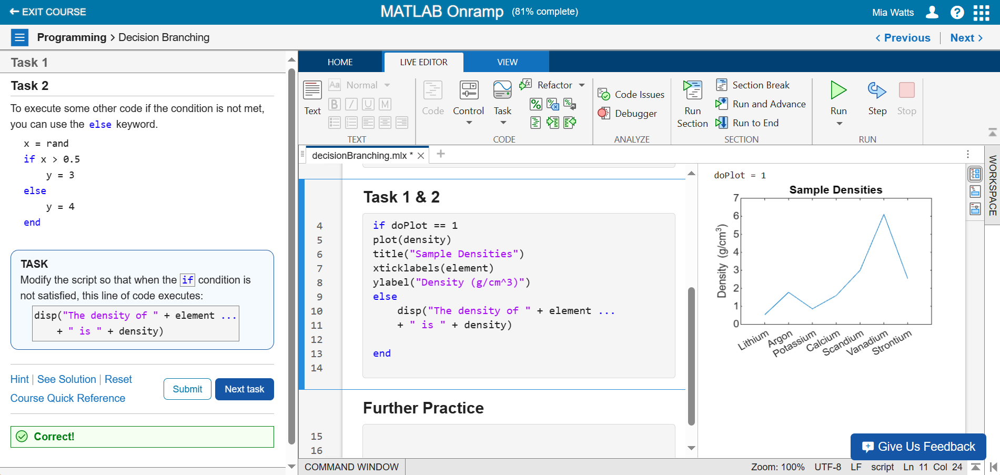 EXIT COURSE
MATLAB Onramp (81% complete)
Mia Watts
Programming > Decision Branching
< Previous
Next >
Task 1
Task 2
To execute some other code if the condition is not met,
you can use the else keyword.
x = rand
if x > 0.5
y = 3
else
y = 4
end
TASK
Modify the script so that when the if condition is
not satisfied, this line of code executes:
disp("The density of " + element ...
+ " is " + density)
Hint | See Solution | Reset
Course Quick Reference
Submit
Next task
Correct!
HOME
LIVE EDITOR
VIEW
Text
Aa Normal
B I U M
TEXT
Code
Control
Task
Refactor
CODE
Code Issues
Debugger
ANALYZE
Run
Section
Section Break
Run and Advance
Run to End
SECTION
Run
Step
Stop
RUN
decisionBranching.mlx *
Task 1 & 2
4 if doPlot == 1
5 plot(density)
6 title("Sample Densities")
7 xticklabels(element)
8 ylabel("Density (g/cm^3)")
9 else
10 disp("The density of " + element ...
11 + " is " + density)
12
13 end
14
Further Practice
15
16
doPlot = 1
Sample Densities
7
6
5
4
3
2
1
0
Density (g/cm³)
Lithium
Argon
Potassium
Calcium
Scandium
Vanadium
Strontium
WORKSPACE
Give Us Feedback
COMMAND WINDOW
Zoom: 100% UTF-8 LF script Ln 11 Col 24